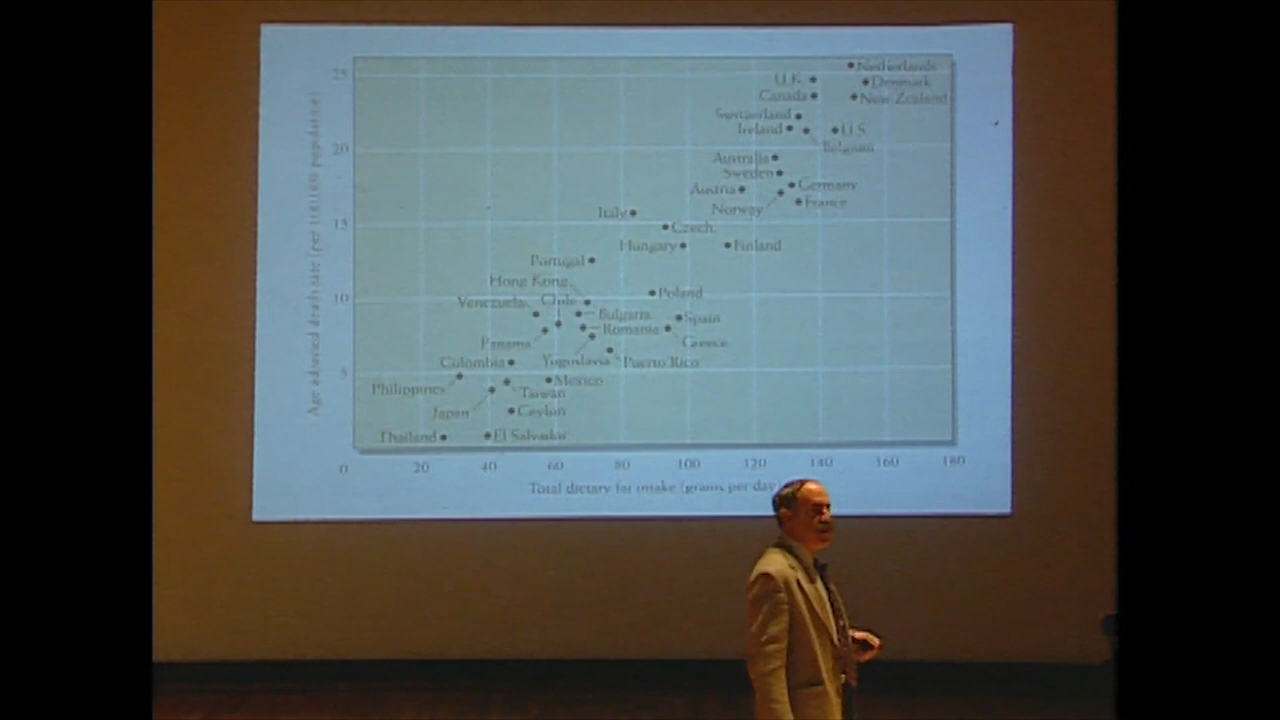 Age adjusted death rate (per 100,000 population)
25
20
15
10
5
Netherlands
U.K.
Denmark
Canada
New Zealand
Switzerland
Ireland
U.S.
Belgium
Australia
Sweden
Austria
Germany
Norway
France
Italy
Czech.
Hungary
Finland
Portugal
Hong Kong
Poland
Venezuela
Chile
Bulgaria
Spain
Romania
Panama
Greece
Yugoslavia
Puerto Rico
Colombia
Philippines
Mexico
Taiwan
Japan
Ceylon
Thailand
El Salvador
0 20 40 60 80 100 120 140 160 180
Total dietary fat intake (grams per day